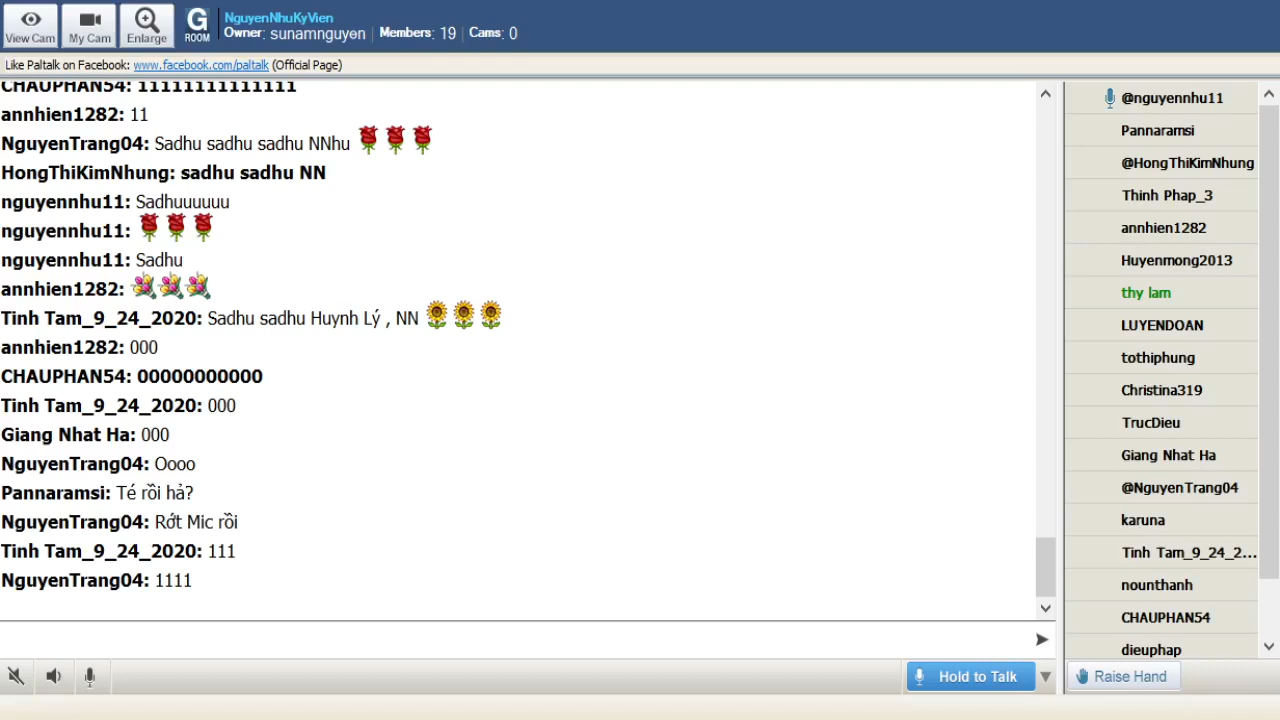 View Cam
My Cam
Enlarge
G
ROOM
NguyenNhuKyVien
Owner: sunamnguyen | Members: 19 | Cams: 0
Like Paltalk on Facebook: www.facebook.com/paltalk (Official Page)
CHAUPHAN54: 11111111111111
annhien1282: 11
NguyenTrang04: Sadhu sadhu sadhu NNhu
HongThiKimNhung: sadhu sadhu NN
nguyennhu11: Sadhuuuuuu
nguyennhu11:
nguyennhu11: Sadhu
annhien1282:
Tinh Tam_9_24_2020: Sadhu sadhu Huynh Lý , NN
annhien1282: 000
CHAUPHAN54: 00000000000
Tinh Tam_9_24_2020: 000
Giang Nhat Ha: 000
NguyenTrang04: Oooo
Pannaramsi: Té rồi hả?
NguyenTrang04: Rớt Mic rồi
Tinh Tam_9_24_2020: 111
NguyenTrang04: 1111
@nguyennhu11
Pannaramsi
@HongThiKimNhung
Thinh Phap_3
annhien1282
Huyenmong2013
thy lam
LUYENDOAN
tothiphung
Christina319
TrucDieu
Giang Nhat Ha
@NguyenTrang04
karuna
Tinh Tam_9_24_2...
nounthanh
CHAUPHAN54
dieuphap
Hold to Talk
Raise Hand